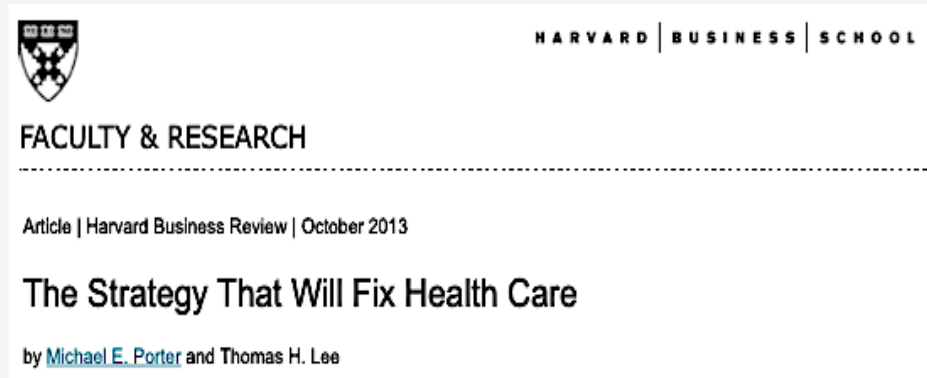 HARVARD | BUSINESS | SCHOOL
FACULTY & RESEARCH
Article | Harvard Business Review | October 2013
The Strategy That Will Fix Health Care
by Michael E. Porter and Thomas H. Lee